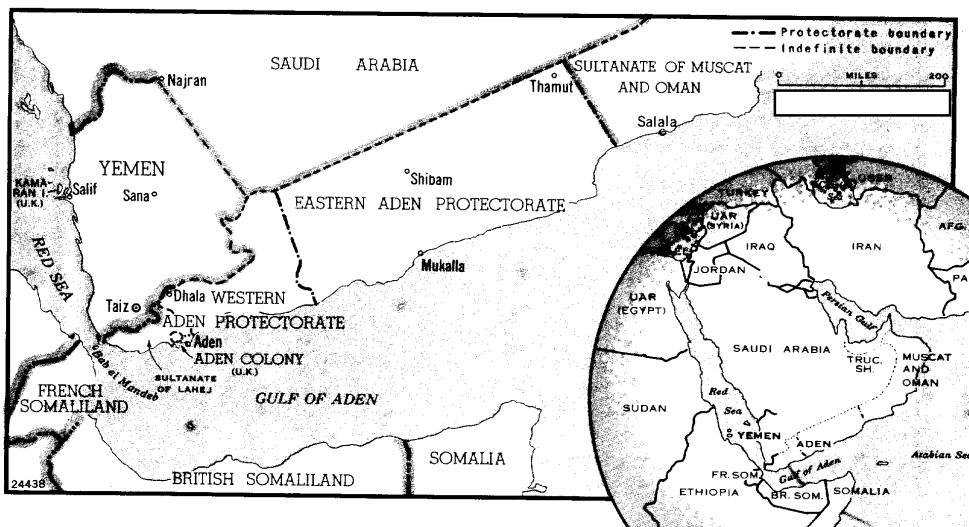 Protectorate boundary
Indefinite boundary
0 MILES 200
SAUDI ARABIA
SULTANATE OF MUSCAT
AND OMAN
Najran
Thamut
Salala
YEMEN
KAMA
RAN I.
(U.K.)
Salif
Sana
Shibam
EASTERN ADEN PROTECTORATE
RED SEA
Mukalla
Dhala
WESTERN
Taiz
ADEN PROTECTORATE
Aden
ADEN COLONY
(U.K.)
Bab el Mandeb
SULTANATE
OF LAHEJ
FRENCH
SOMALILAND
GULF OF ADEN
BRITISH SOMALILAND
SOMALIA
24438
TURKEY
USSR
UAR
(SYRIA)
IRAQ
IRAN
AFG.
JORDAN
PA
UAR
(EGYPT)
Persian Gulf
SAUDI ARABIA
TRUC.
SH.
MUSCAT
AND
OMAN
SUDAN
Red
Sea
YEMEN
ADEN
Arabian Sea
FR. SOM.
Gulf of Aden
ETHIOPIA
BR. SOM.
SOMALIA